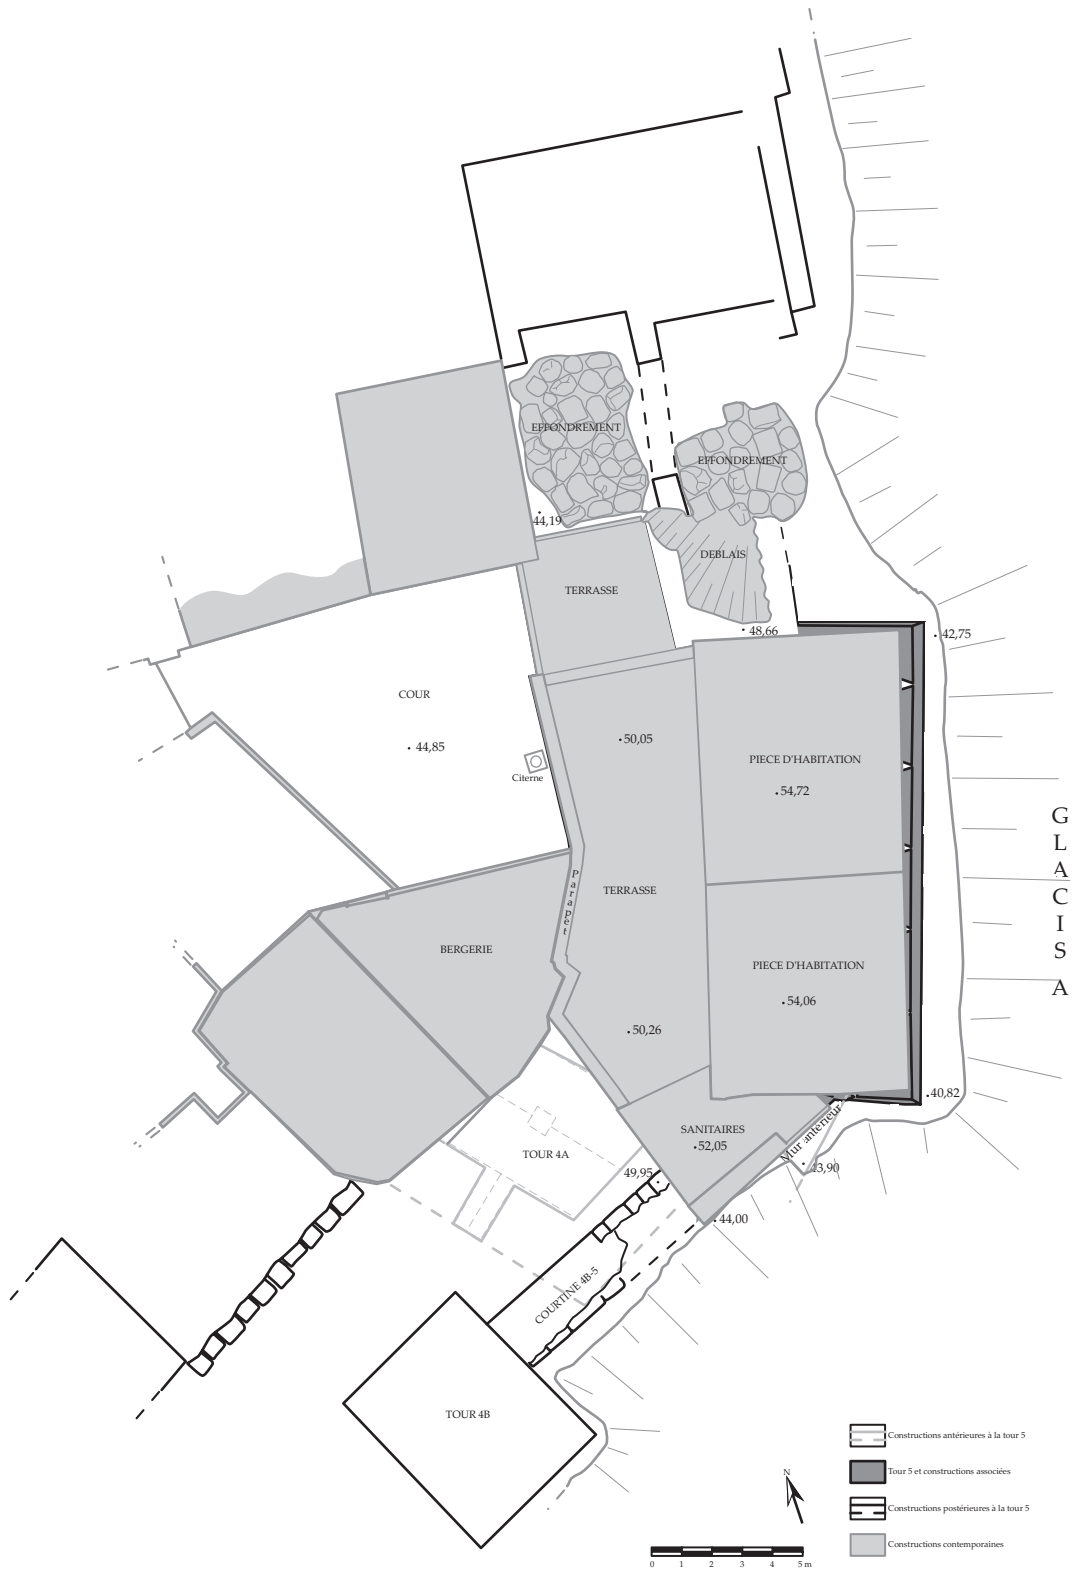 EFFONDREMENT
EFFONDREMENT
44,19
DEBLAIS
TERRASSE
48,66
42,75
COUR
44,85
50,05
PIECE D'HABITATION
54,72
Citerne
GLACIS A
Parapet
TERRASSE
BERGERIE
PIECE D'HABITATION
54,06
50,26
40,82
SANITAIRES
52,05
Mur antérieur
TOUR 4A
49,95
43,90
44,00
COURTINE 4B-5
TOUR 4B
Constructions antérieures à la tour 5
Tour 5 et constructions associées
N
Constructions postérieures à la tour 5
Constructions contemporaines
0 1 2 3 4 5 m